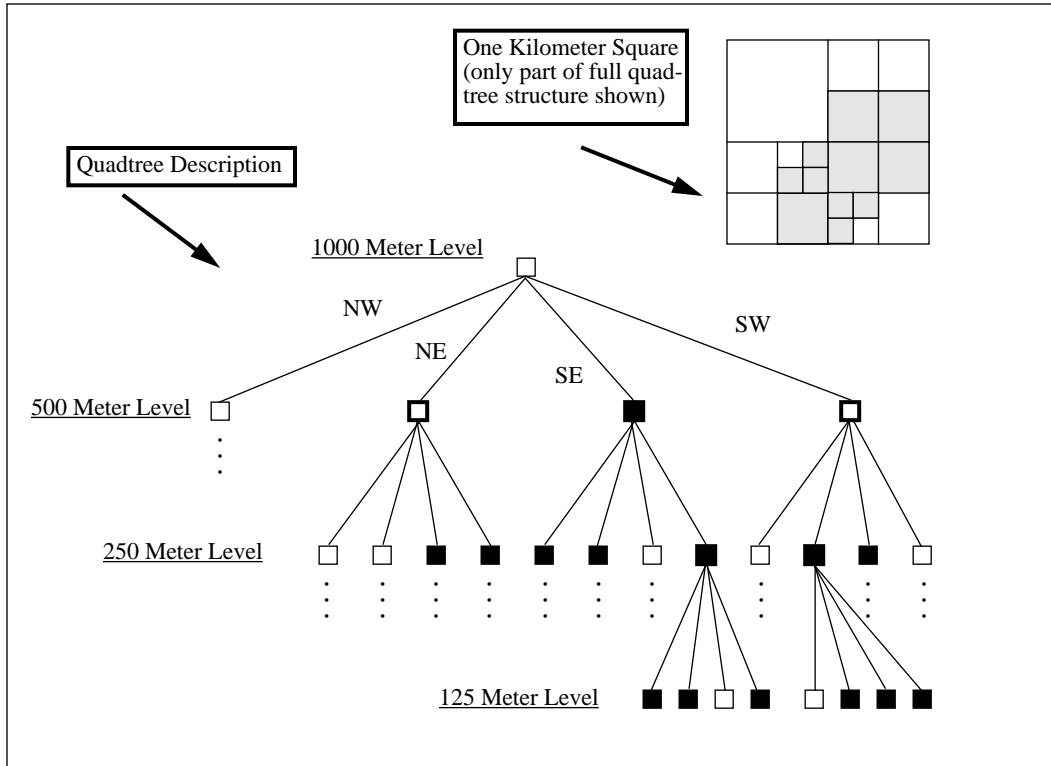 One Kilometer Square
(only part of full quad-
tree structure shown)
Quadtree Description
1000 Meter Level
NW
NE
SE
SW
500 Meter Level
250 Meter Level
125 Meter Level